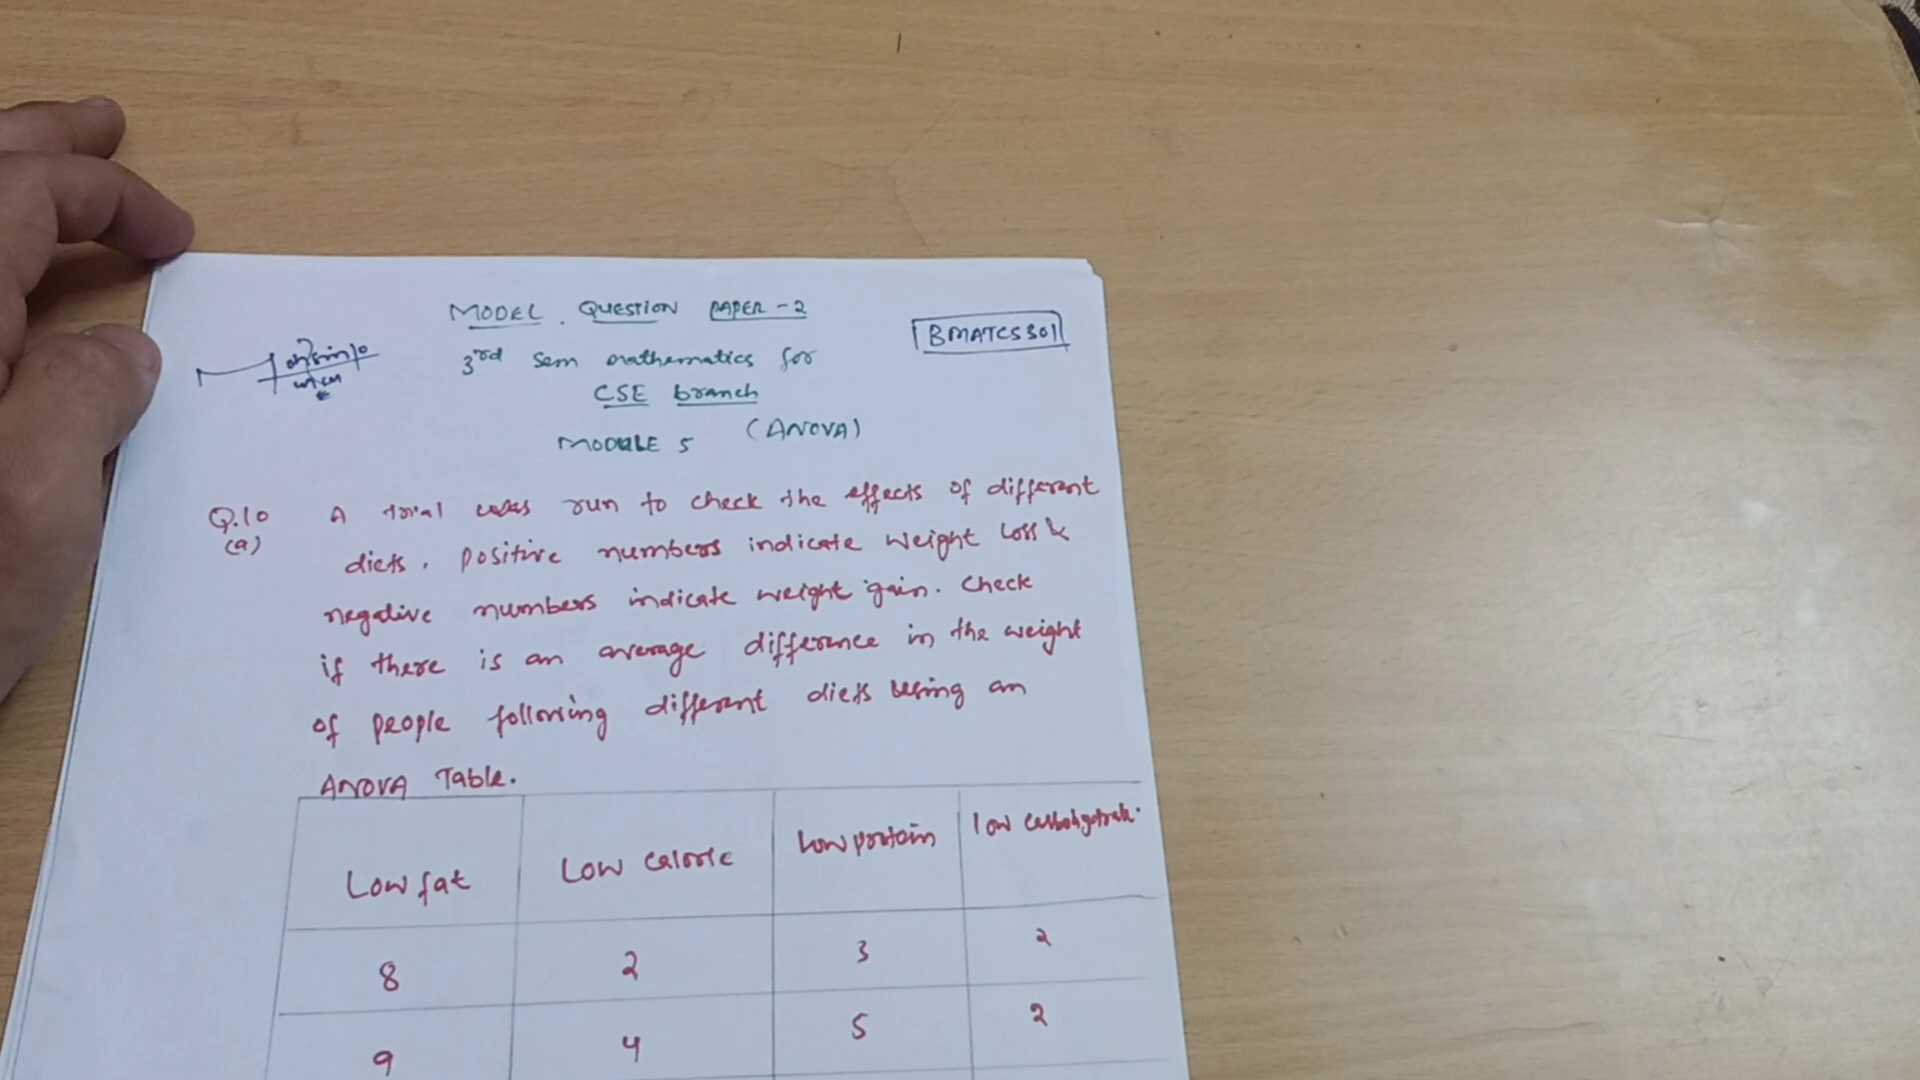 MODEL QUESTION PAPER - 2
BMATCS301
3rd Sem mathematics for
CSE branch
MODULE 5 (ANOVA)
Q.10 A trial was run to check the effects of different
(a) diets. positive numbers indicate weight loss &
negative numbers indicate weight gain. Check
if there is an average difference in the weight
of people following different diets using an
ANOVA Table.
Low fat Low calorie Low protein low carbohydrate.
8 2 3 2
9 4 5 2